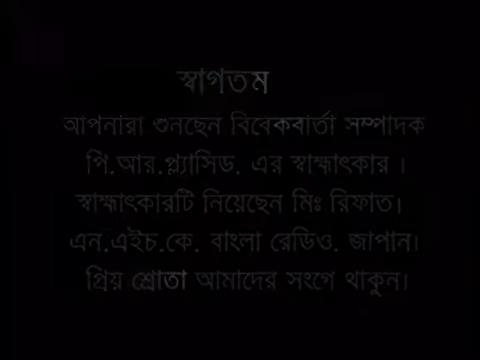 স্বাগতম
আপনারা শুনছেন বিবেকবার্তা সম্পাদক
পি.আর.প্ল্যাসিড. এর স্বাক্ষাৎকার ।
স্বাক্ষাৎকারটি নিয়েছেন মিঃ রিফাত।
এন.এইচ.কে. বাংলা রেডিও. জাপান।
প্রিয় শ্রোতা আমাদের সংগে থাকুন।